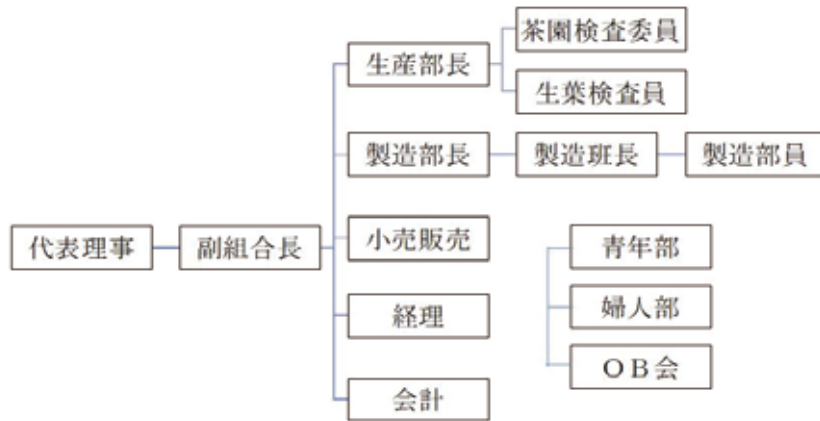 代表理事
副組合長
生産部長
茶園検査委員
生葉検査員
製造部長
製造班長
製造部員
小売販売
経理
会計
青年部
婦人部
ＯＢ会